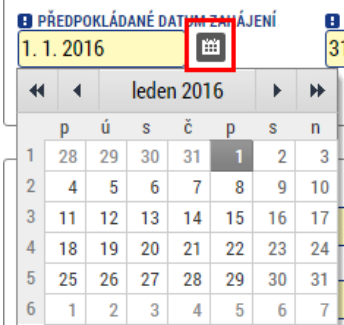 PŘEDPOKLÁDANÉ DATUM ZAHÁJENÍ
1. 1. 2016
31
leden 2016
p ú s č p s n
1 28 29 30 31 1 2 3
2 4 5 6 7 8 9 10
3 11 12 13 14 15 16 17
4 18 19 20 21 22 23 24
5 25 26 27 28 29 30 31
6 1 2 3 4 5 6 7